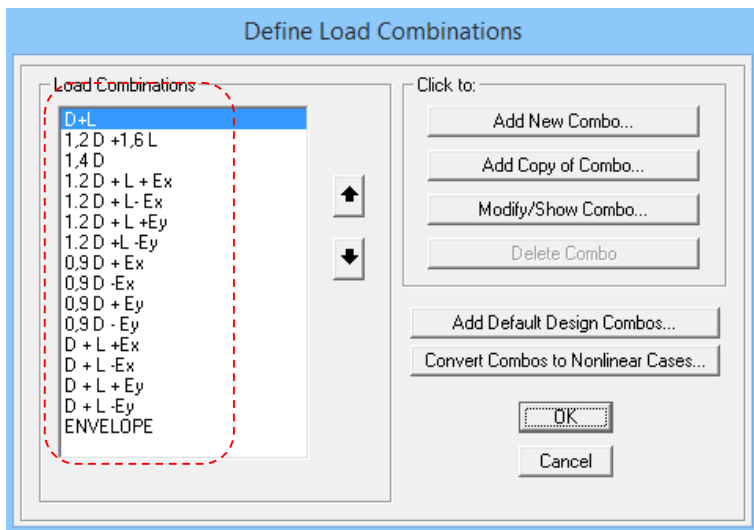 Define Load Combinations
Load Combinations
D+L
1,2 D +1,6 L
1,4 D
1.2 D + L + Ex
1.2 D + L- Ex
1.2 D + L +Ey
1.2 D +L -Ey
0,9 D + Ex
0,9 D -Ex
0,9 D + Ey
0,9 D - Ey
D + L +Ex
D + L -Ex
D + L + Ey
D + L -Ey
ENVELOPE
Click to:
Add New Combo...
Add Copy of Combo...
Modify/Show Combo...
Delete Combo
Add Default Design Combos...
Convert Combos to Nonlinear Cases...
OK
Cancel